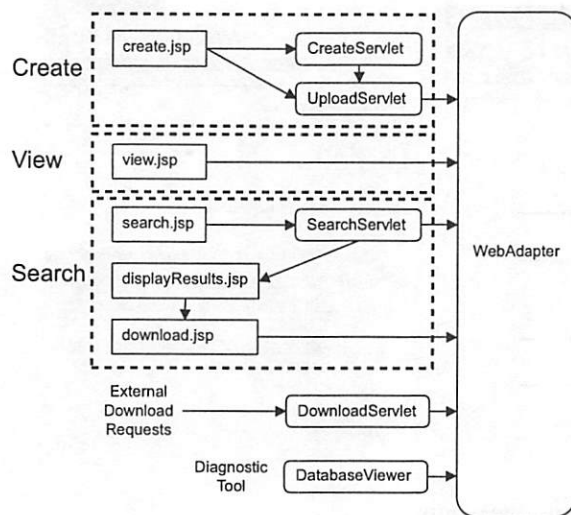 Create
create.jsp
CreateServlet
UploadServlet
View
view.jsp
Search
search.jsp
SearchServlet
displayResults.jsp
download.jsp
WebAdapter
External
Download
Requests
DownloadServlet
Diagnostic
Tool
DatabaseViewer